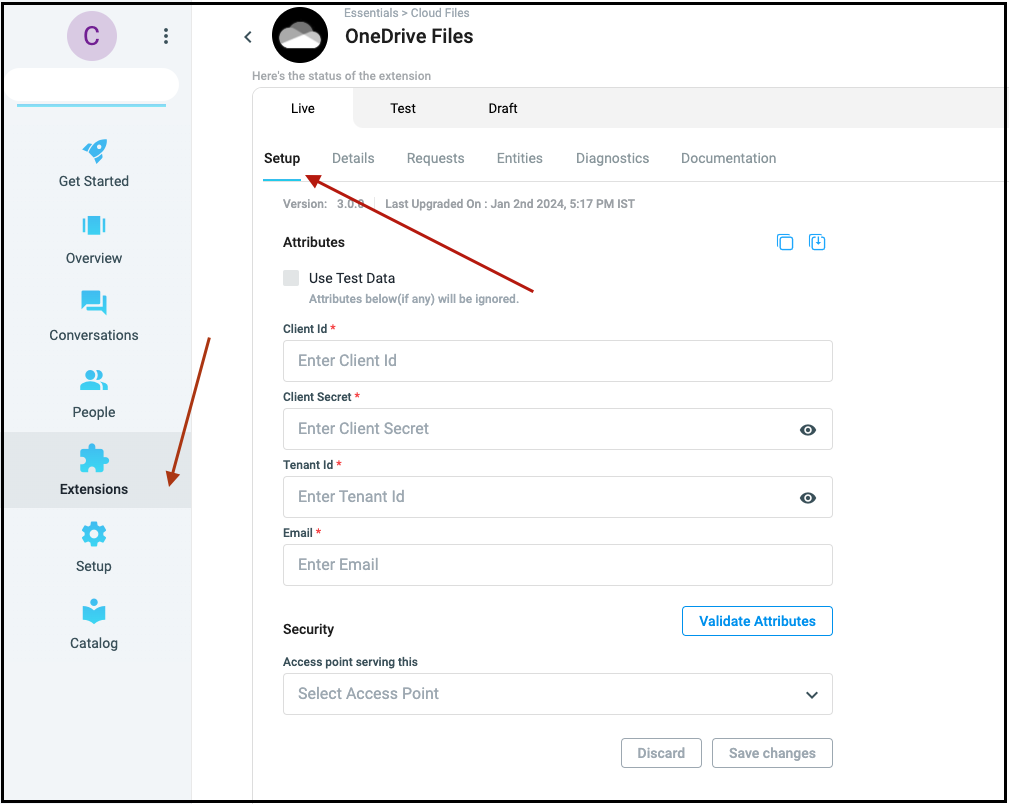 C
Get Started
Overview
Conversations
People
Extensions
Setup
Catalog
Essentials > Cloud Files
OneDrive Files
Here's the status of the extension
Live Test Draft
Setup Details Requests Entities Diagnostics Documentation
Version: 3.0.0 Last Upgraded On : Jan 2nd 2024, 5:17 PM IST
Attributes
Use Test Data
Attributes below(if any) will be ignored.
Client Id *
Enter Client Id
Client Secret *
Enter Client Secret
Tenant Id *
Enter Tenant Id
Email *
Enter Email
Validate Attributes
Security
Access point serving this
Select Access Point
Discard Save changes